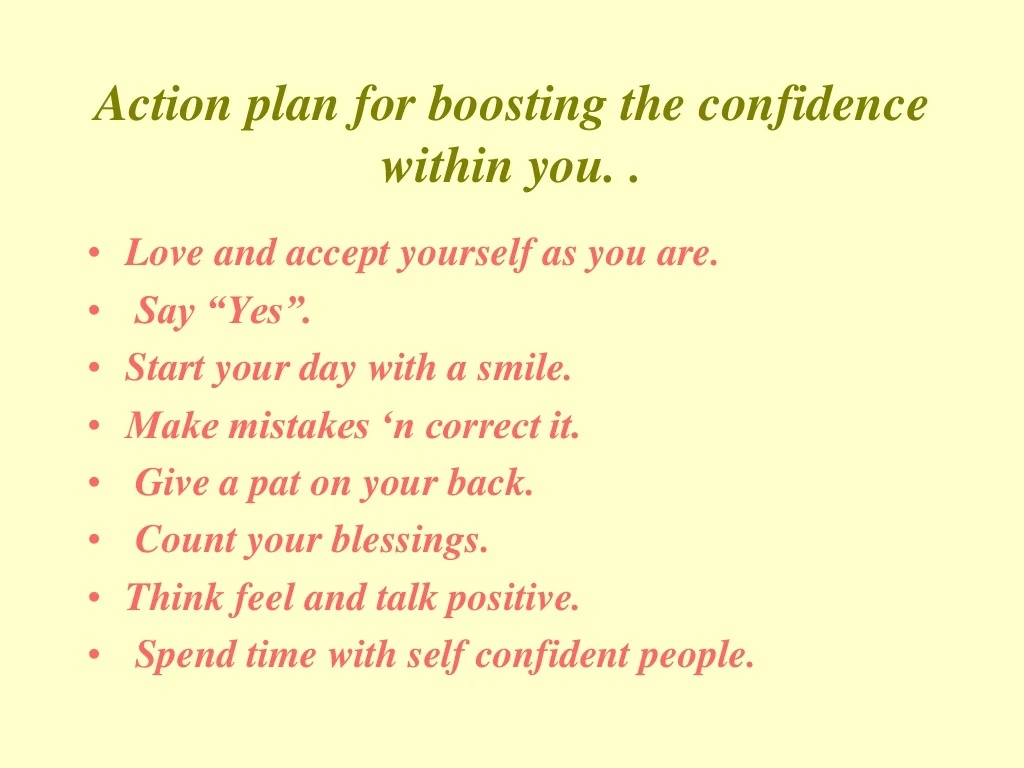 Action plan for boosting the confidence
within you. .
• Love and accept yourself as you are.
• Say “Yes”.
• Start your day with a smile.
• Make mistakes ‘n correct it.
• Give a pat on your back.
• Count your blessings.
• Think feel and talk positive.
• Spend time with self confident people.